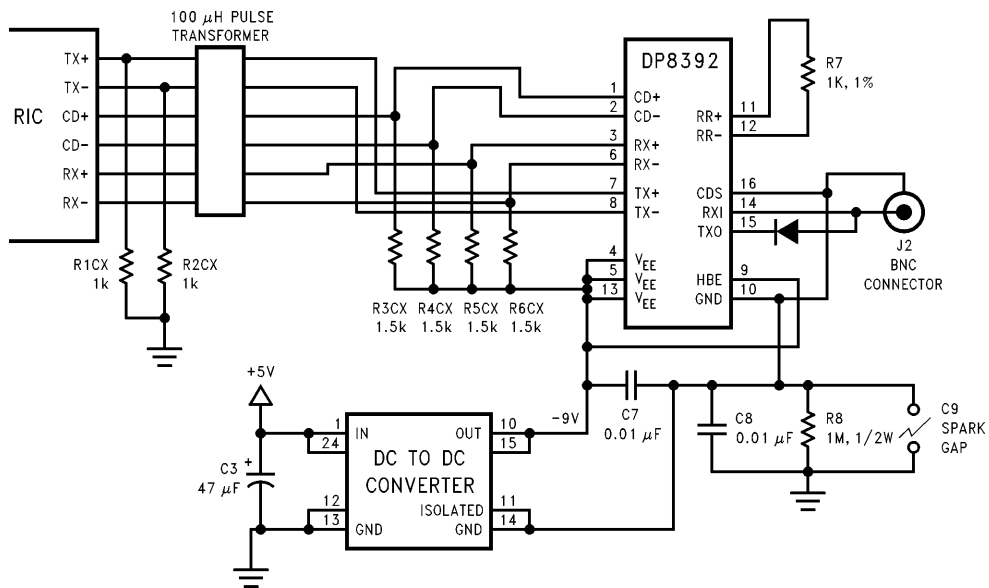 100 μH PULSE
TRANSFORMER
RIC
TX+
TX-
CD+
CD-
RX+
RX-
R1CX
1k
R2CX
1k
R3CX
1.5k
R4CX
1.5k
R5CX
1.5k
R6CX
1.5k
DP8392
1 CD+
2 CD-
3 RX+
6 RX-
7 TX+
8 TX-
4 VEE
5 VEE
13 VEE
RR+ 11
RR- 12
CDS 16
RXI 14
TXO 15
HBE 9
GND 10
R7
1K, 1%
J2
BNC
CONNECTOR
+5V
C3
+
47 μF
1 IN
24
12
13 GND
DC TO DC
CONVERTER
OUT 10
15
ISOLATED 11
GND 14
-9V
C7
0.01 μF
C8
0.01 μF
R8
1M, 1/2W
C9
SPARK
GAP